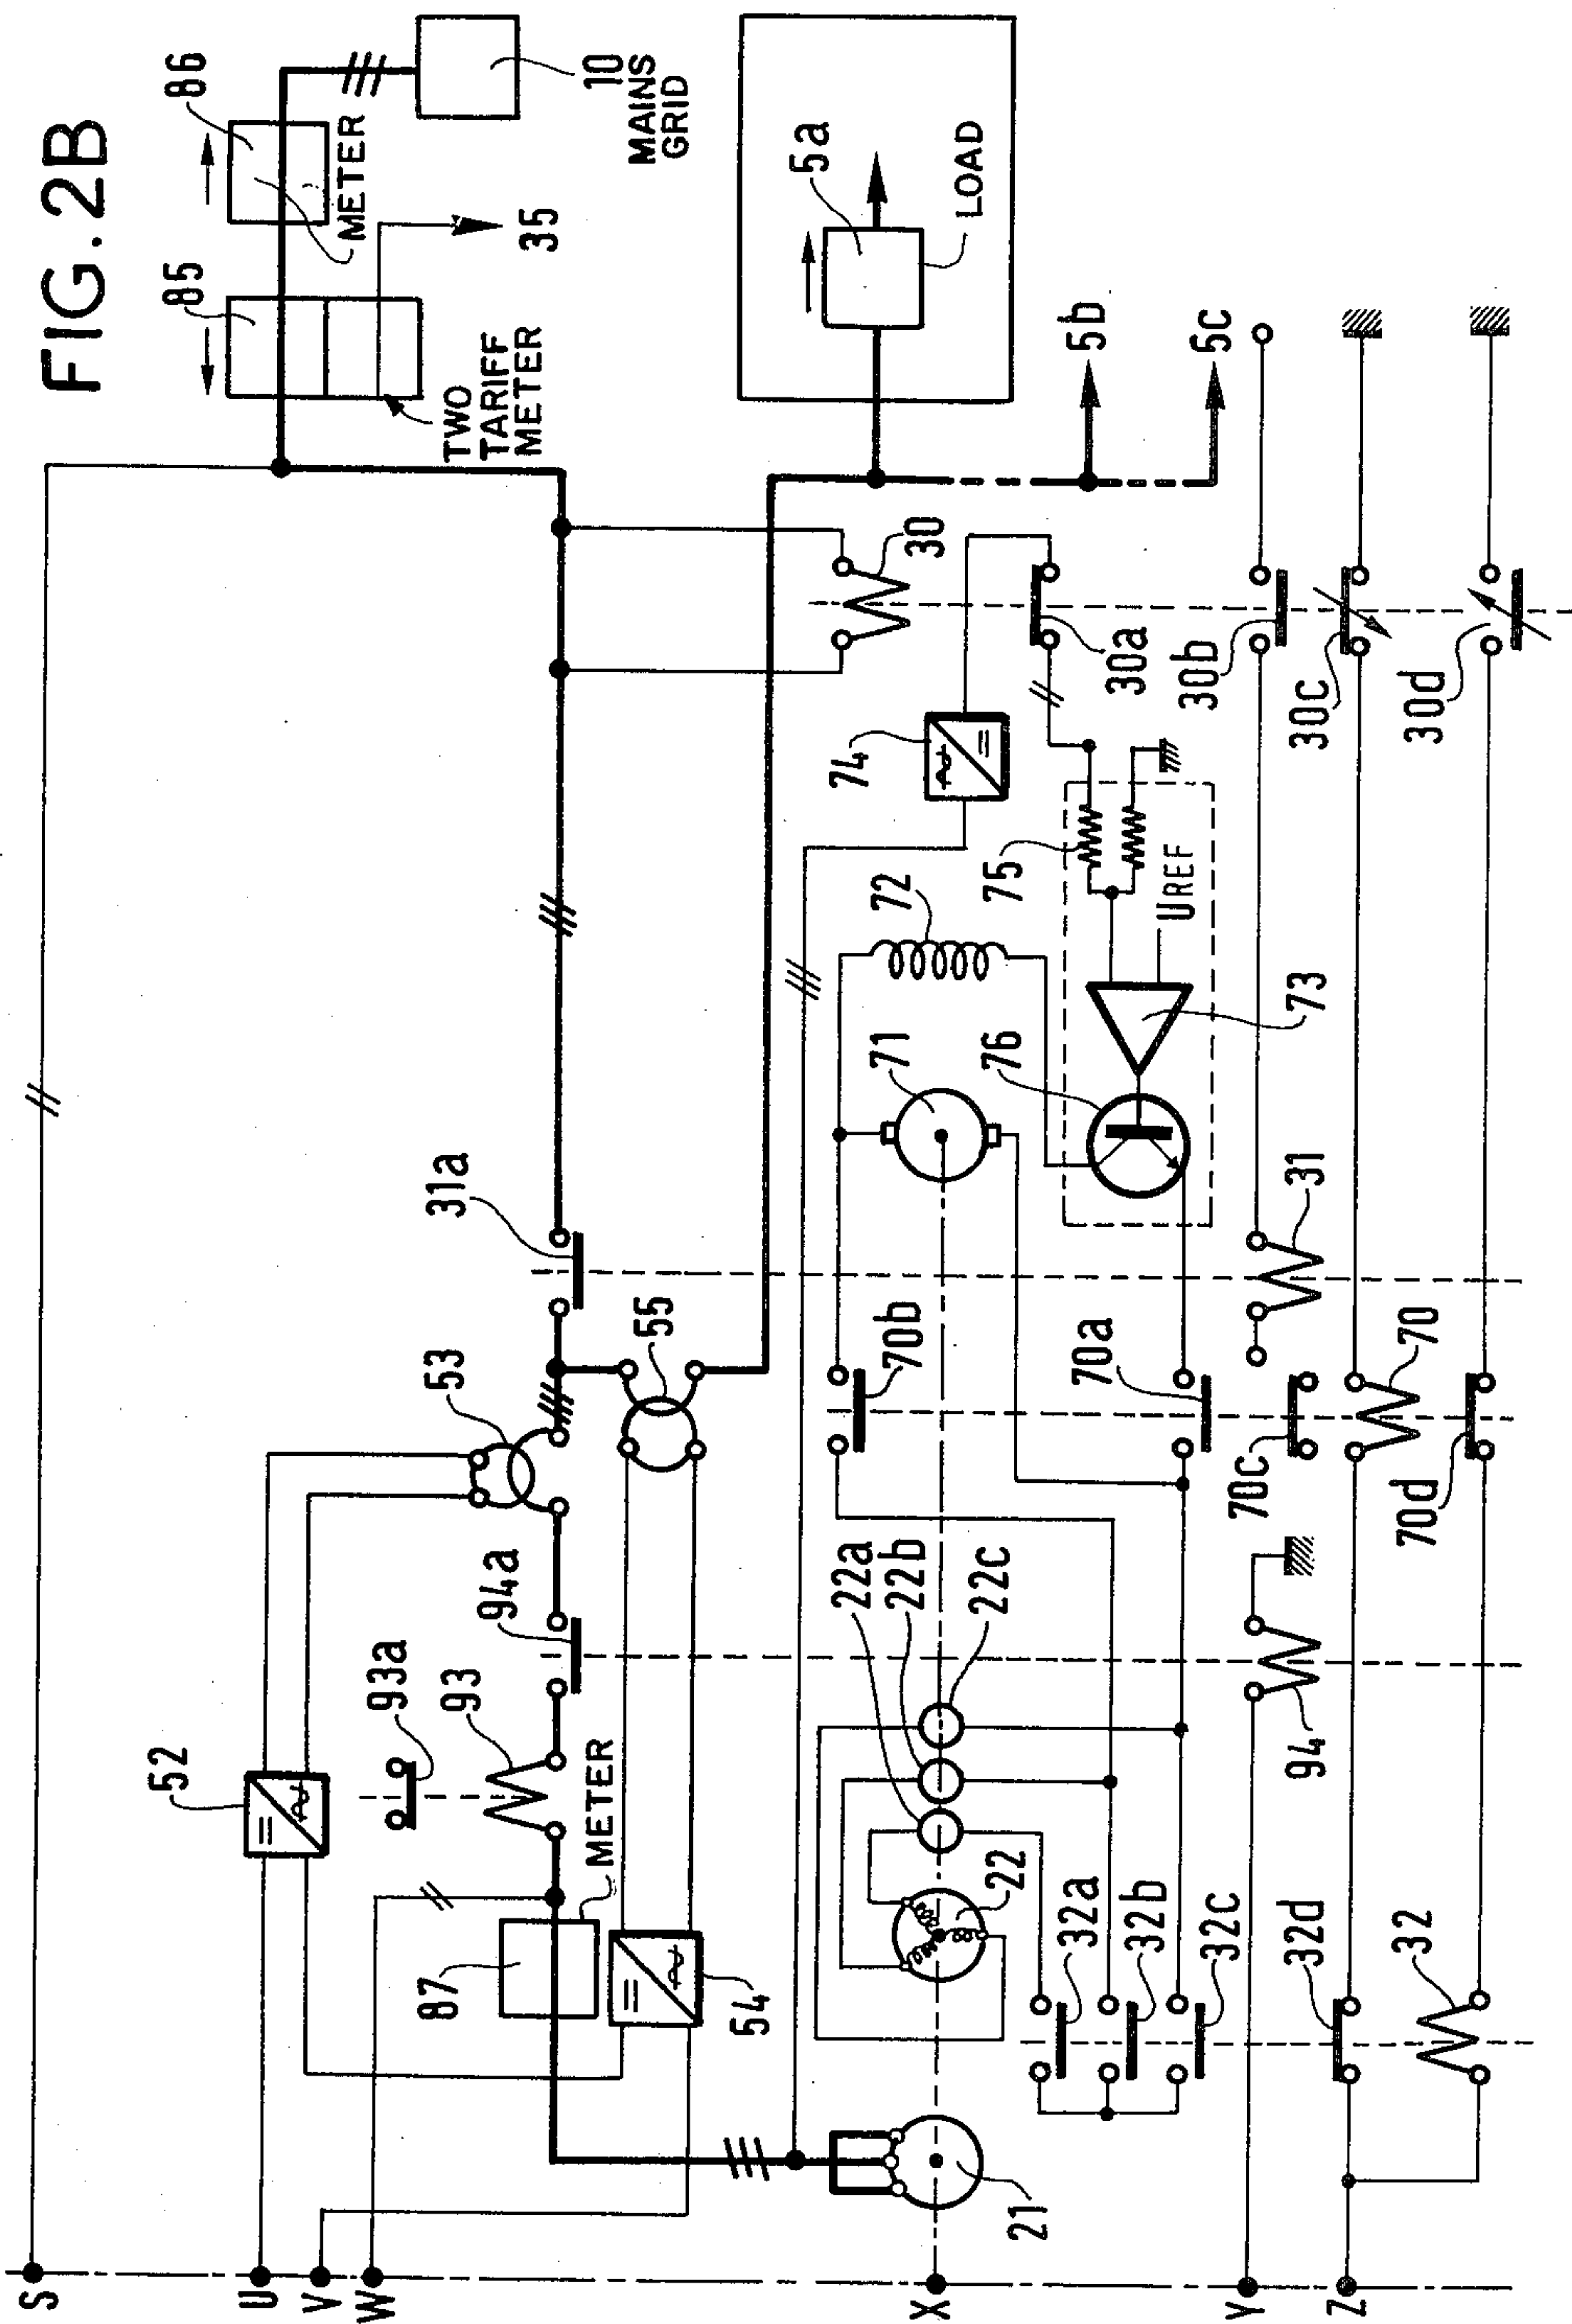 FIG. 2B
S
U
V
W
X
Y
Z
52
93a
93
METER
87
54
94a
53
55
31a
85
86
METER
TWO
TARIFF
METER
35
10
MAINS
GRID
5a
LOAD
5b
5c
30
30a
30b
30c
30d
74
75
UREF
72
73
71
76
31
70b
70a
70c
70
70d
22a
22b
22c
22
94
32a
32b
32c
32d
32
21